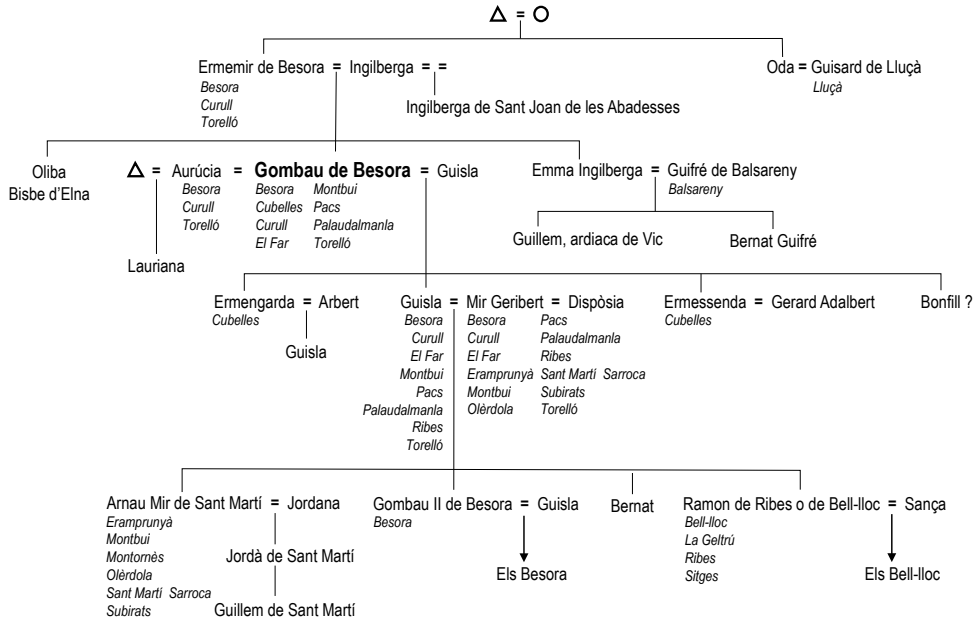 Δ = O
Ermemir de Besora = Ingilberga = =
Oda = Guisard de Lluçà
Besora
Curull
Torelló
Lluçà
Ingilberga de Sant Joan de les Abadesses
Oliba
Bisbe d'Elna
Δ = Aurúcia = Gombau de Besora = Guisla
Besora
Curull
Torelló
Besora Montbui
Cubelles Pacs
Curull Palaudalmanla
El Far Torelló
Lauriana
Emma Ingilberga = Guifré de Balsareny
Balsareny
Guillem, ardiaca de Vic
Bernat Guifré
Ermengarda = Arbert
Cubelles
Guisla
Guisla = Mir Geribert = Dispòsia
Besora
Curull
El Far
Montbui
Pacs
Palaudalmanla
Ribes
Torelló
Besora Pacs
Curull Palaudalmanla
El Far Ribes
Eramprunyà Sant Martí Sarroca
Montbui Subirats
Olèrdola Torelló
Ermessenda = Gerard Adalbert
Cubelles
Bonfill ?
Arnau Mir de Sant Martí = Jordana
Eramprunyà
Montbui
Montornès
Olèrdola
Sant Martí Sarroca
Subirats
Jordà de Sant Martí
Guillem de Sant Martí
Gombau II de Besora = Guisla
Besora
Els Besora
Bernat
Ramon de Ribes o de Bell-lloc = Sança
Bell-lloc
La Geltrú
Ribes
Sitges
Els Bell-lloc